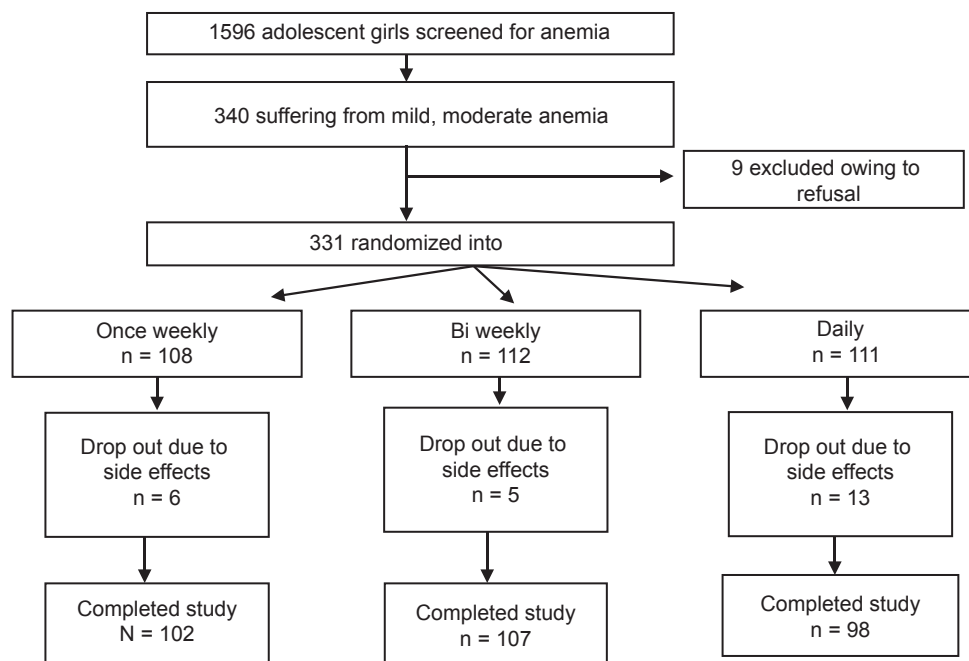 1596 adolescent girls screened for anemia
340 suffering from mild, moderate anemia
9 excluded owing to
refusal
331 randomized into
Once weekly
n = 108
Bi weekly
n = 112
Daily
n = 111
Drop out due to
side effects
n = 6
Drop out due to
side effects
n = 5
Drop out due to
side effects
n = 13
Completed study
N = 102
Completed study
n = 107
Completed study
n = 98